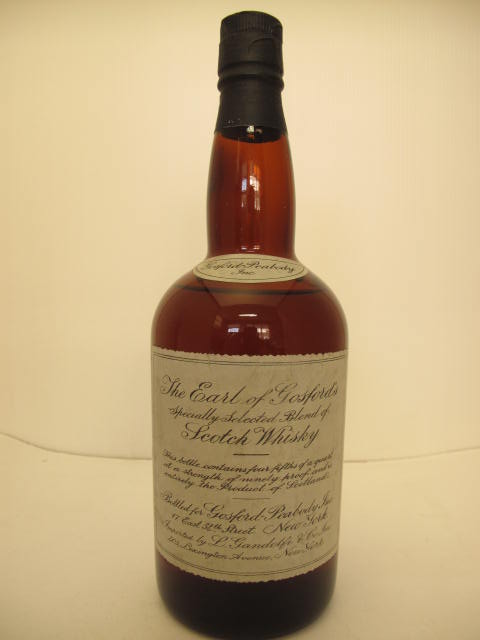 Gosford-Peabody
Inc.
The Earl of Gosford's
Specially Selected Blend of
Scotch Whisky
This bottle contains four fifths of a quart
at a strength of ninety proof and is
entirely the Product of Scotland.
Bottled for Gosford-Peabody, Inc.
East Street New York
Imported by L. Gandolfi & Co. Inc.
Lexington Avenue, New York